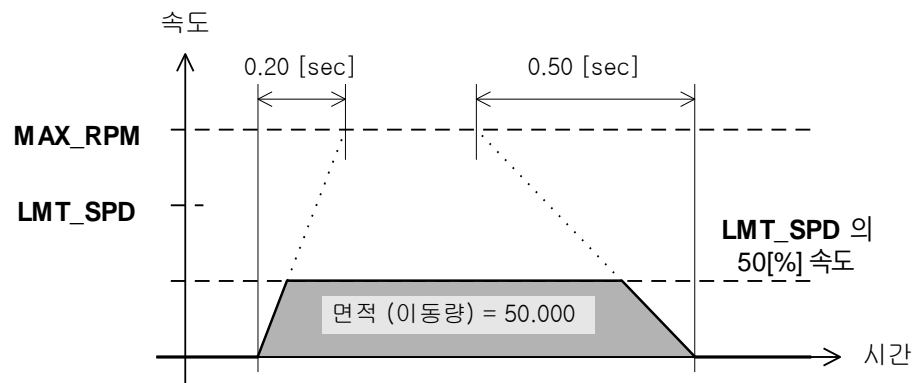 속도
0.20 [sec]
0.50 [sec]
MAX_RPM
LMT_SPD
LMT_SPD 의
50[%] 속도
면적 (이동량) = 50.000
시간